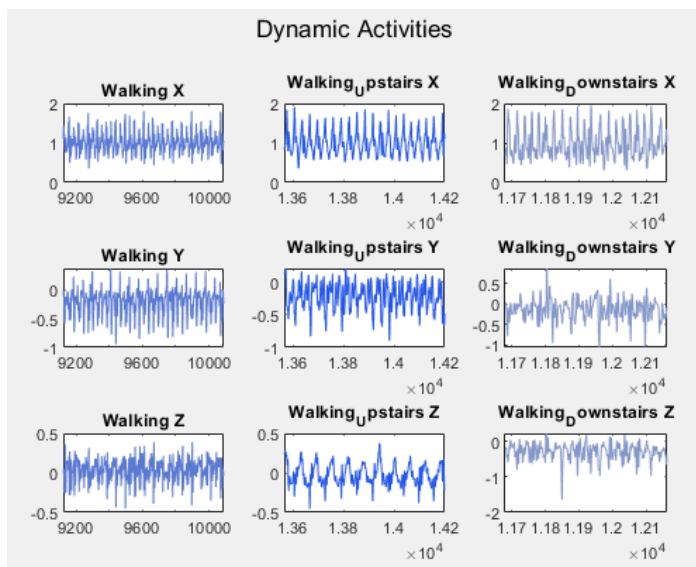 Dynamic Activities
Walking X
2
1
0
9200 9600 10000
Walking_Upstairs X
2
1
0
1.36 1.38 1.4 1.42
×10^4
Walking_Downstairs X
2
1
0
1.17 1.18 1.19 1.2 1.21
×10^4
Walking Y
0
-0.5
-1
9200 9600 10000
Walking_Upstairs Y
0
-0.5
-1
1.36 1.38 1.4 1.42
×10^4
Walking_Downstairs Y
0.5
0
-0.5
-1
1.17 1.18 1.19 1.2 1.21
×10^4
Walking Z
0.5
0
-0.5
9200 9600 10000
Walking_Upstairs Z
0.5
0
-0.5
1.36 1.38 1.4 1.42
×10^4
Walking_Downstairs Z
0
-1
-2
1.17 1.18 1.19 1.2 1.21
×10^4